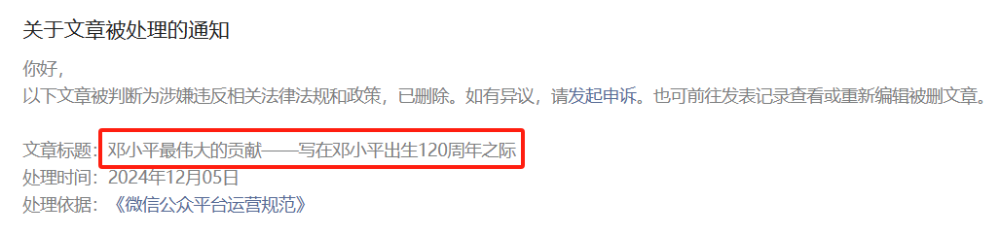 关于文章被处理的通知
你好，
以下文章被判断为涉嫌违反相关法律法规和政策，已删除。如有异议，请发起申诉。也可前往发表记录查看或重新编辑被删文章。
文章标题：邓小平最伟大的贡献——写在邓小平出生120周年之际
处理时间：2024年12月05日
处理依据：《微信公众平台运营规范》